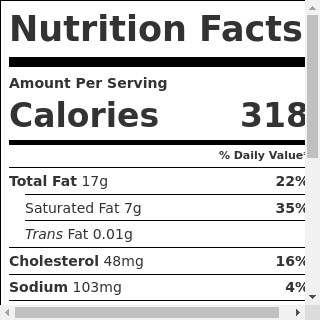 Nutrition Facts
Amount Per Serving
Calories 318
% Daily Value*
Total Fat 17g 22%
Saturated Fat 7g 35%
Trans Fat 0.01g
Cholesterol 48mg 16%
Sodium 103mg 4%